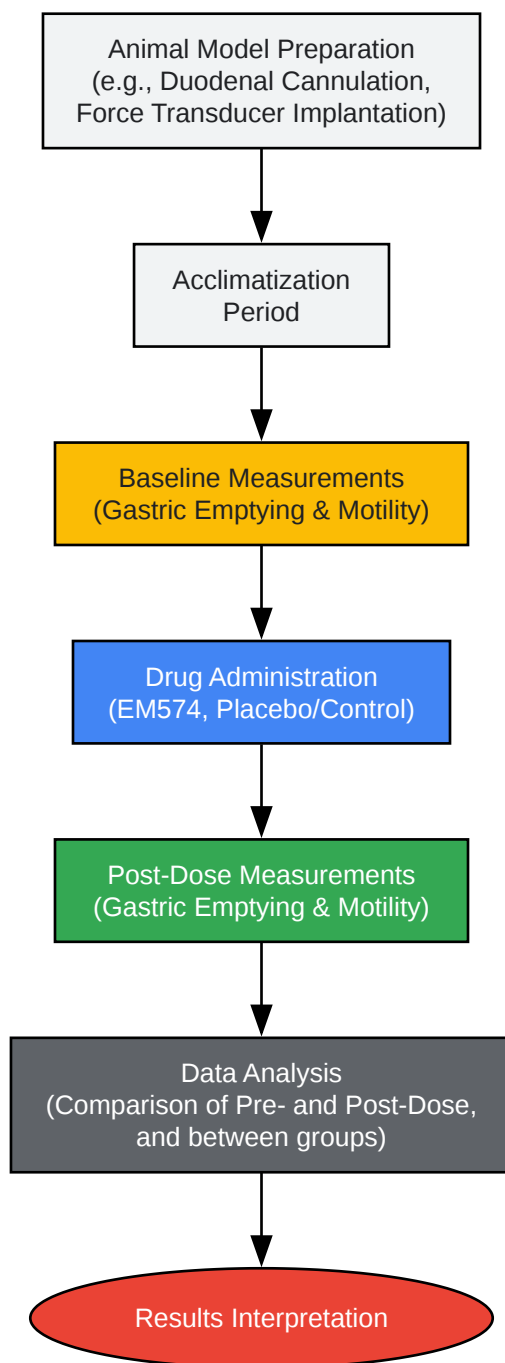 Animal Model Preparation
(e.g., Duodenal Cannulation,
Force Transducer Implantation)
Acclimatization
Period
Baseline Measurements
(Gastric Emptying & Motility)
Drug Administration
(EM574, Placebo/Control)
Post-Dose Measurements
(Gastric Emptying & Motility)
Data Analysis
(Comparison of Pre- and Post-Dose,
and between groups)
Results Interpretation